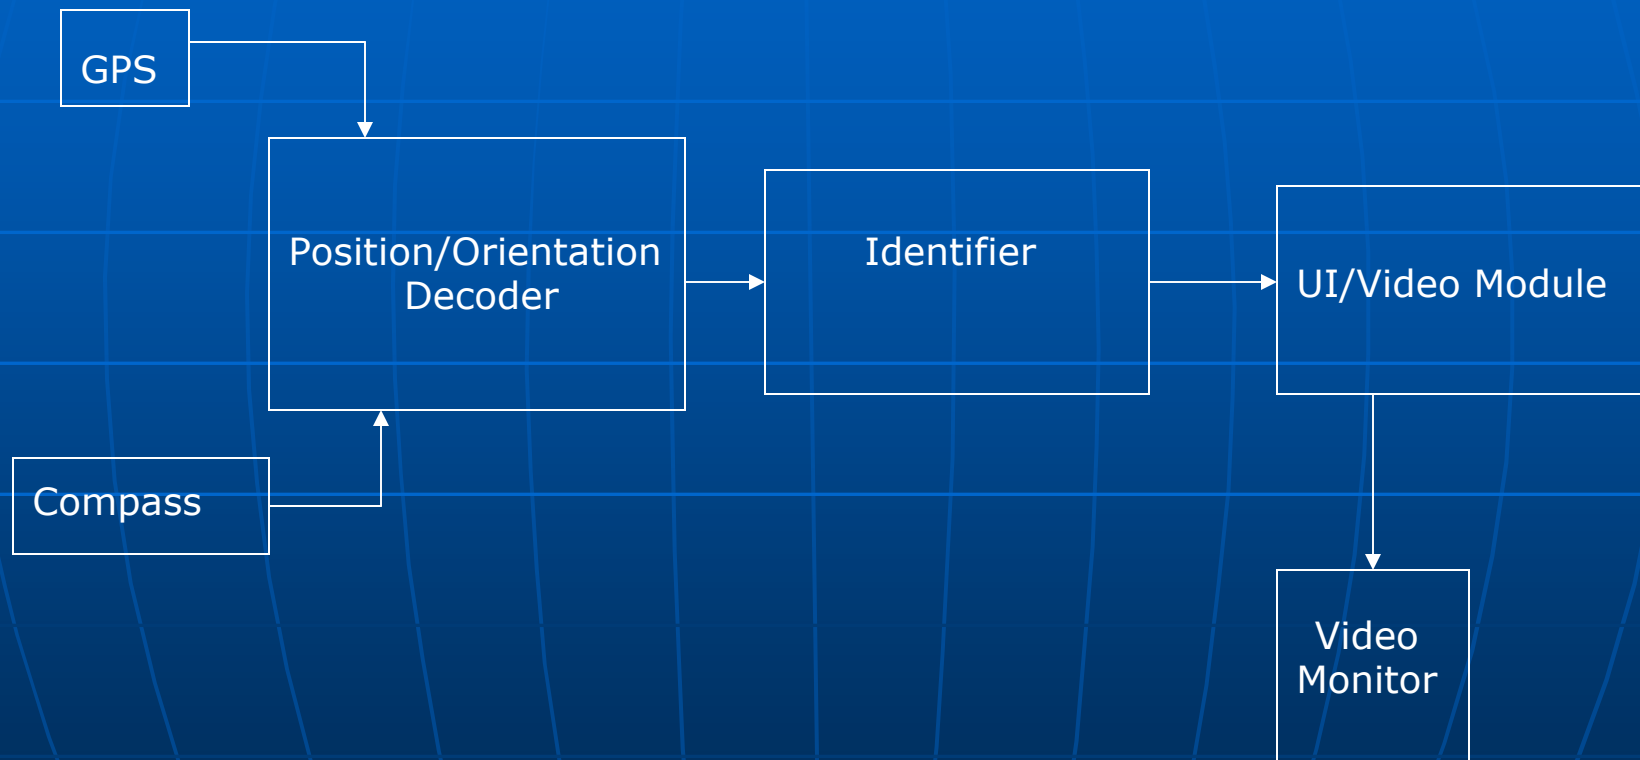 GPS
Position/Orientation
Decoder
Identifier
UI/Video Module
Compass
Video
Monitor